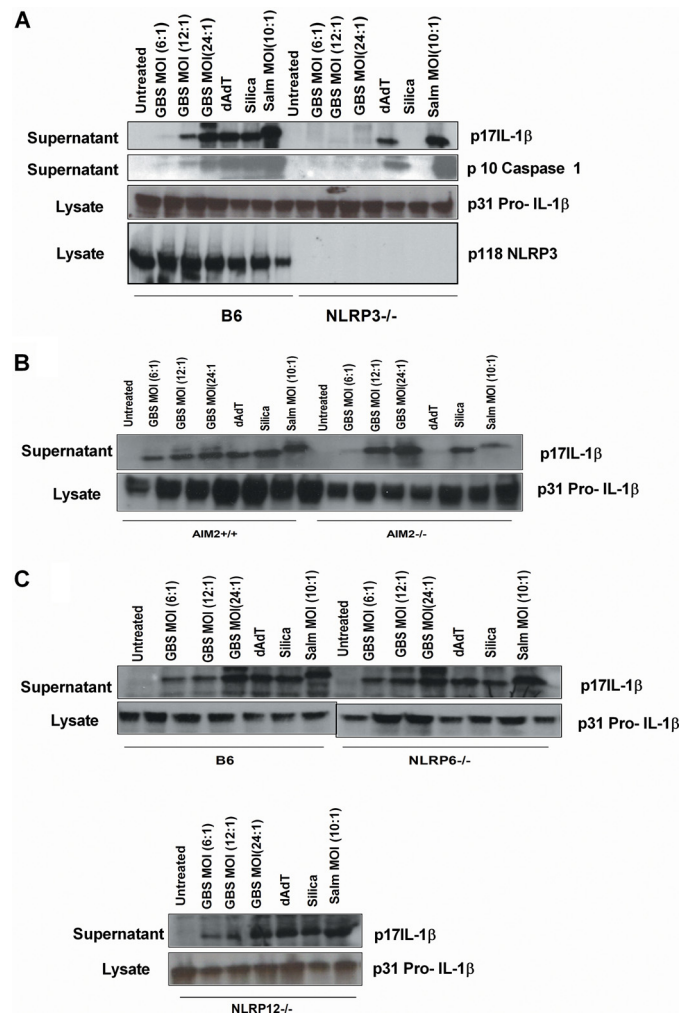 A
Untreated
GBS MOI (6:1)
GBS MOI (12:1)
GBS MOI(24:1)
dAdT
Silica
Salm MOI(10:1)
Untreated
GBS MOI (6:1)
GBS MOI (12:1)
GBS MOI(24:1)
dAdT
Silica
Salm MOI(10:1)
Supernatant p17IL-1β
Supernatant p 10 Caspase 1
Lysate p31 Pro- IL-1β
Lysate p118 NLRP3
B6 NLRP3-/-
B
Untreated
GBS MOI (6:1)
GBS MOI (12:1)
GBS MOI(24:1
dAdT
Silica
Salm MOI (10:1)
Untreated
GBS MOI (6:1)
GBS MOI (12:1)
GBS MOI(24:1)
dAdT
Silica
Salm MOI (10:1)
Supernatant p17IL-1β
Lysate p31 Pro- IL-1β
AIM2+/+ AIM2-/-
C
Untreated
GBS MOI (6:1)
GBS MOI (12:1)
GBS MOI(24:1)
dAdT
Silica
Salm MOI (10:1)
Untreated
GBS MOI (6:1)
GBS MOI (12:1)
GBS MOI(24:1)
dAdT
Silica
Salm MOI (10:1)
Supernatant p17IL-1β
Lysate p31 Pro- IL-1β
B6 NLRP6-/-
Untreated
GBS MOI (6:1)
GBS MOI (12:1)
GBS MOI(24:1)
dAdT
Silica
Salm MOI (10:1)
Supernatant p17IL-1β
Lysate p31 Pro- IL-1β
NLRP12-/-